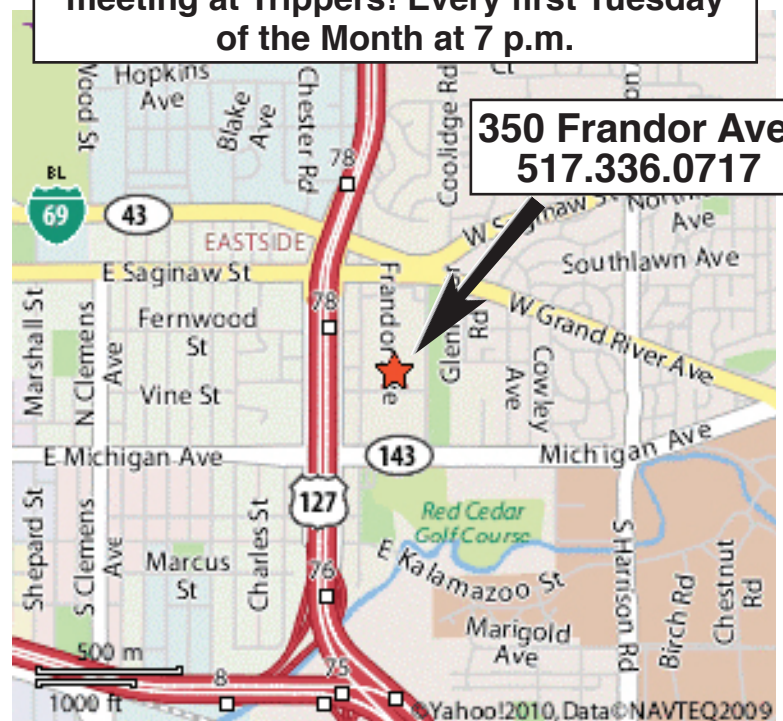 meeting at Trippers! Every first Tuesday
of the Month at 7 p.m.
Hopkins
Ave
Wood St
Blake
Ave
Chester Rd
Coolidge Rd
Ct
78
350 Frandor Ave
517.336.0717
BL
69
43
EASTSIDE
W Saginaw St
Ave
Southlawn Ave
E Saginaw St
Frandor
78
Fernwood
St
Marshall St
N Clemens
Ave
Rd
W Grand River Ave
Cowley
Ave
Vine St
E Michigan Ave
143
Michigan Ave
127
Red Cedar
Golf Course
Shepard St
S Clemens
Ave
Charles St
Marcus
St
76
E Kalamazoo St
S Harrison Rd
Birch Rd
Chestnut
Rd
Marigold
Ave
500 m
1000 ft
8
75
©Yahoo!2010, Data©NAVTEQ2009